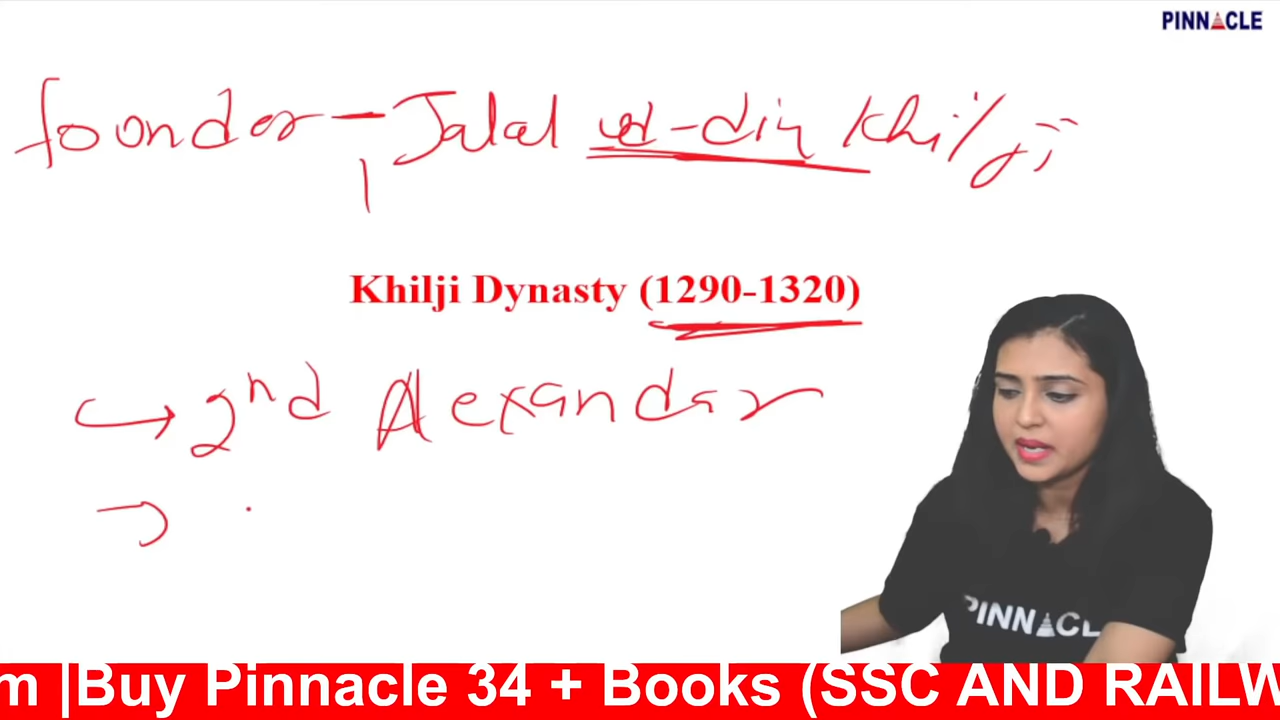 PINNACLE
founder - Jalal ud-din Khilji
Khilji Dynasty (1290-1320)
2nd Alexandar
PINNACLE
m |Buy Pinnacle 34 + Books (SSC AND RAILW